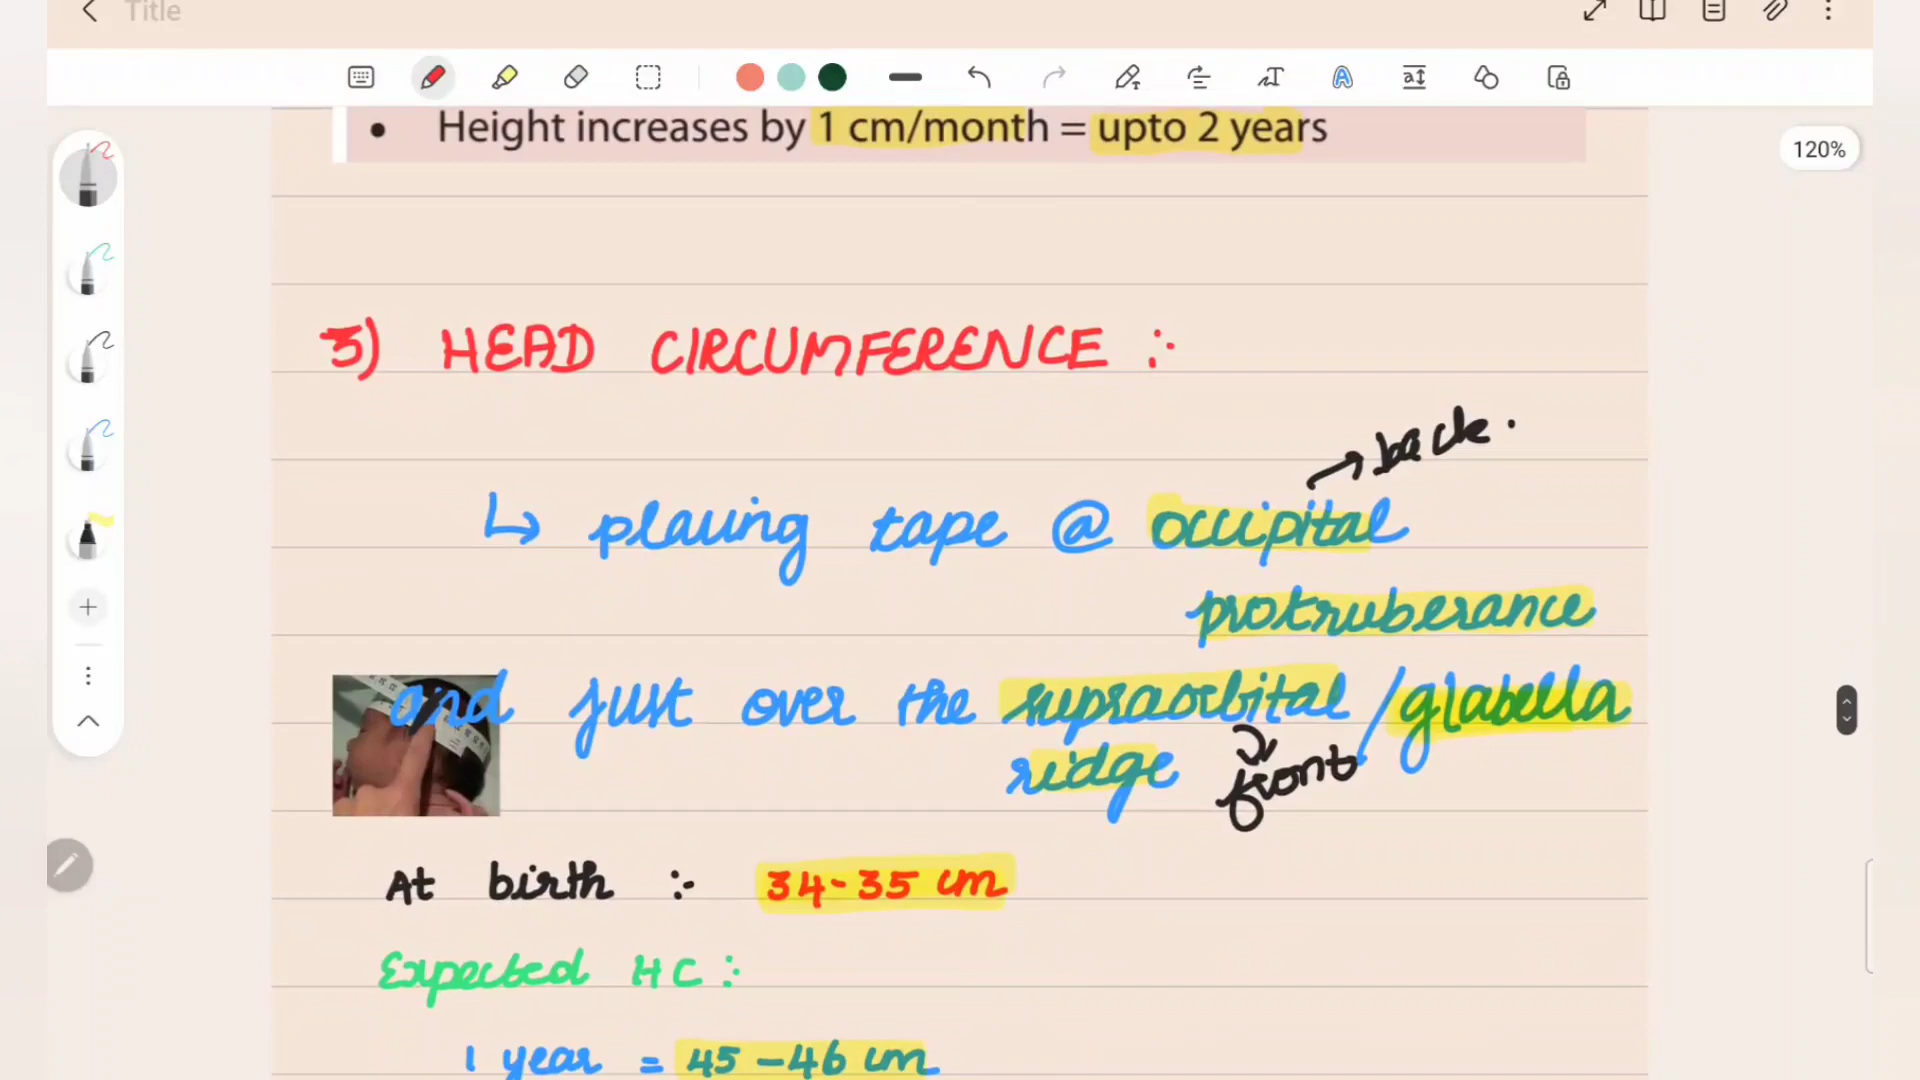 Title
120%
• Height increases by 1 cm/month = upto 2 years
3) HEAD CIRCUMFERENCE :-
→ back.
↳ placing tape @ occipital
protruberance
and just over the supraorbital / glabella
ridge front
At birth :- 34-35 cm
Expected HC :-
1 year = 45-46 cm